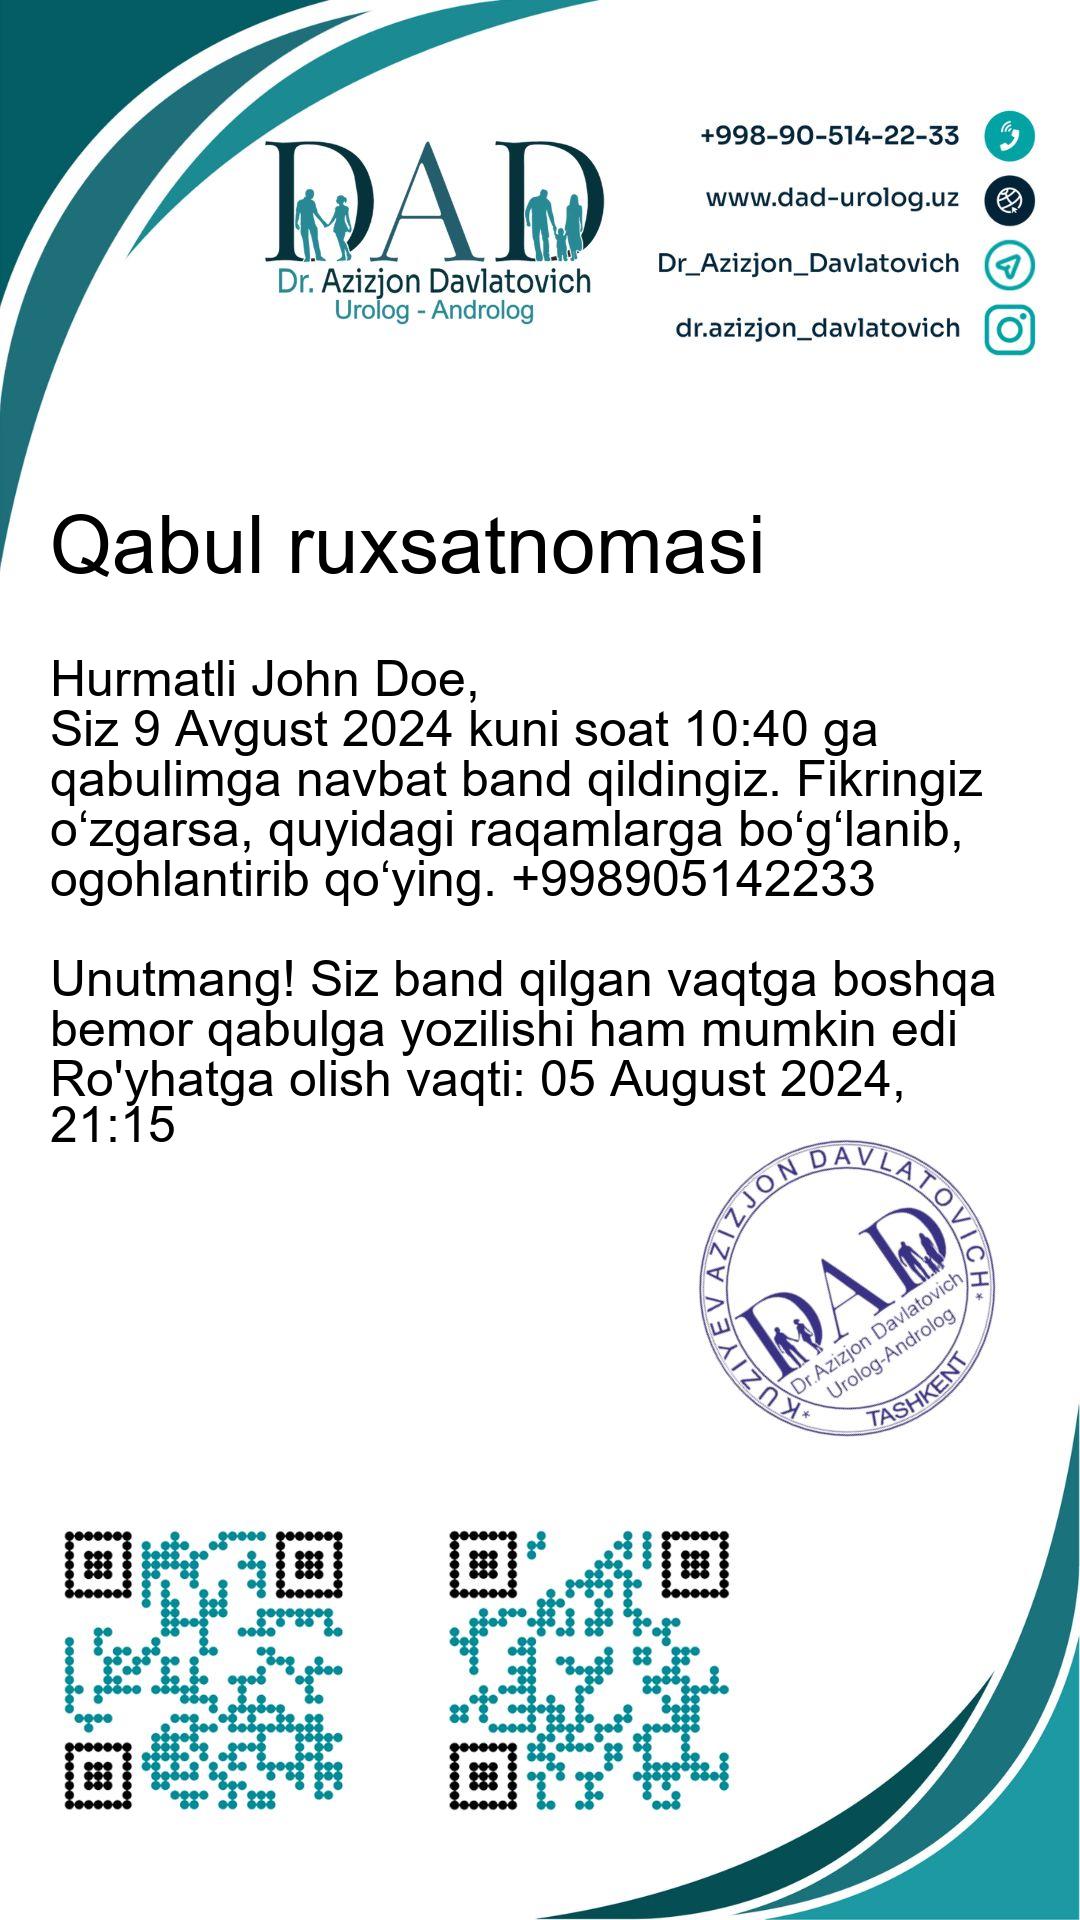 DAD
Dr. Azizjon Davlatovich
Urolog - Androlog
+998-90-514-22-33
www.dad-urolog.uz
Dr_Azizjon_Davlatovich
dr.azizjon_davlatovich
Qabul ruxsatnomasi
Hurmatli John Doe,
Siz 9 Avgust 2024 kuni soat 10:40 ga
qabulimga navbat band qildingiz. Fikringiz
o‘zgarsa, quyidagi raqamlarga bo‘g‘lanib,
ogohlantirib qo‘ying. +998905142233
Unutmang! Siz band qilgan vaqtga boshqa
bemor qabulga yozilishi ham mumkin edi
Ro'yhatga olish vaqti: 05 August 2024,
21:15
*KUZIYEV AZIZJON DAVLATOVICH*
DAD
Dr.Azizjon Davlatovich
Urolog-Androlog
TASHKENT